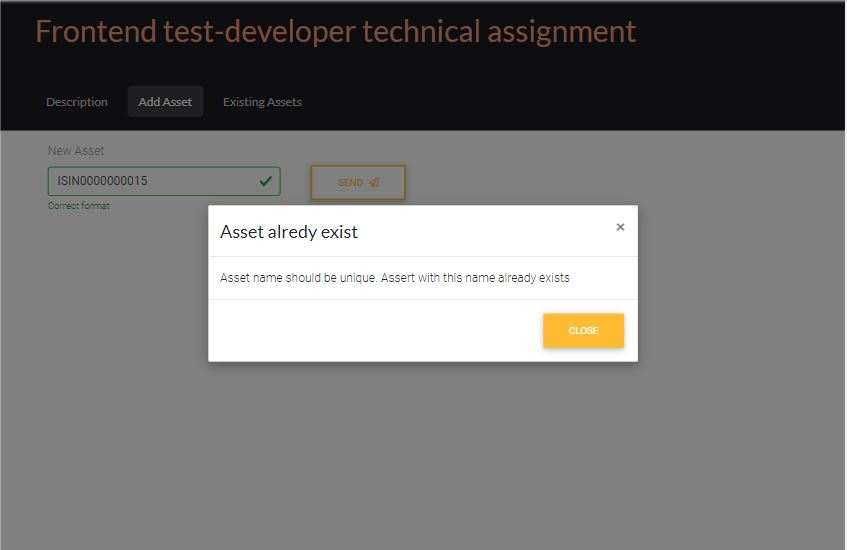 Frontend test-developer technical assignment
Description Add Asset Existing Assets
New Asset
ISIN0000000015 SEND
Correct format
Asset alredy exist ×
Asset name should be unique. Assert with this name already exists
CLOSE